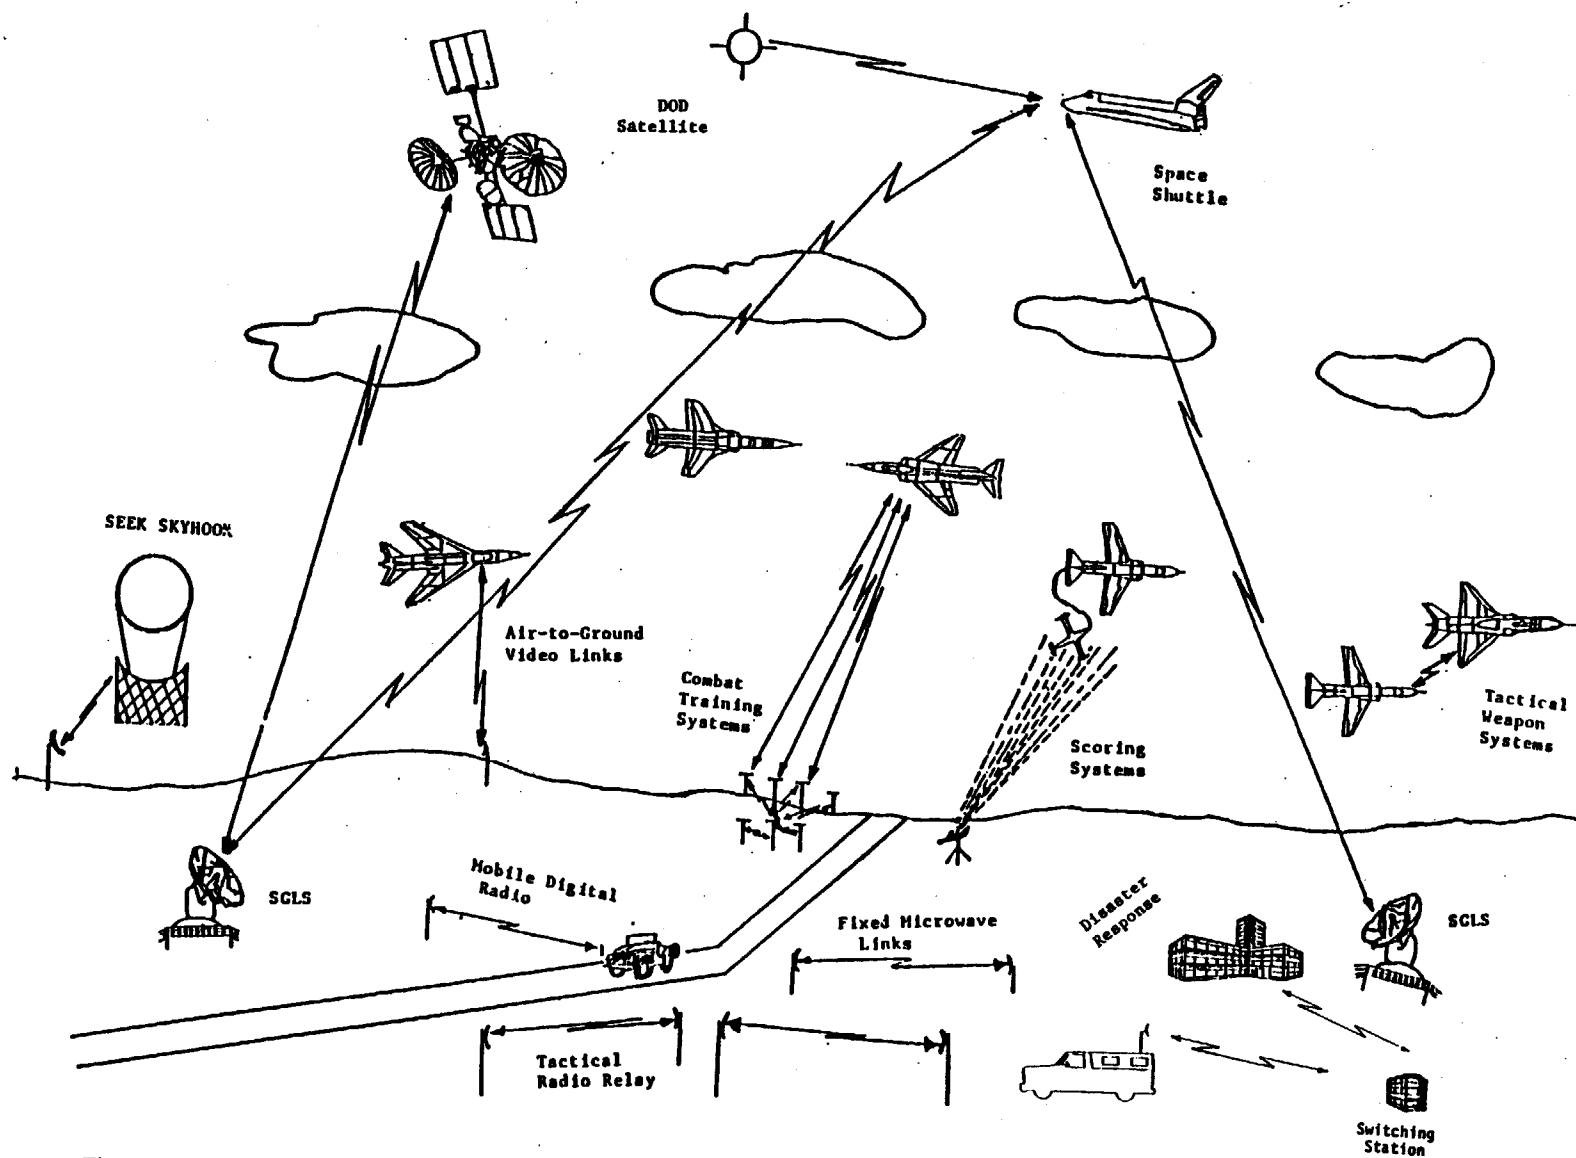 DOD
Satellite
Space
Shuttle
SEEK SKYHOOK
Air-to-Ground
Video Links
Combat
Training
Systems
Tactical
Weapon
Systems
Scoring
Systems
Mobile Digital
Radio
SGLS
Fixed Microwave
Links
Disaster
Response
SGLS
Tactical
Radio Relay
Switching
Station